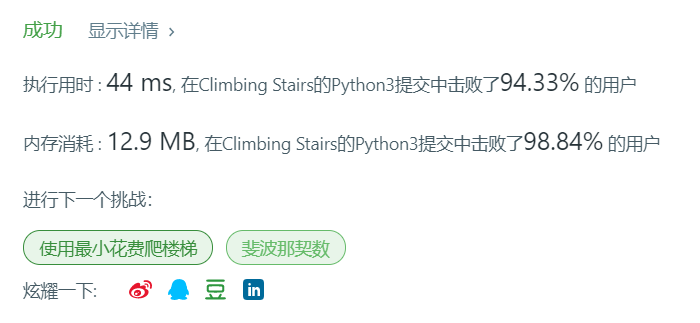 成功 显示详情 ›
执行用时 : 44 ms, 在Climbing Stairs的Python3提交中击败了94.33% 的用户
内存消耗 : 12.9 MB, 在Climbing Stairs的Python3提交中击败了98.84% 的用户
进行下一个挑战：
使用最小花费爬楼梯 斐波那契数
炫耀一下: 豆 in